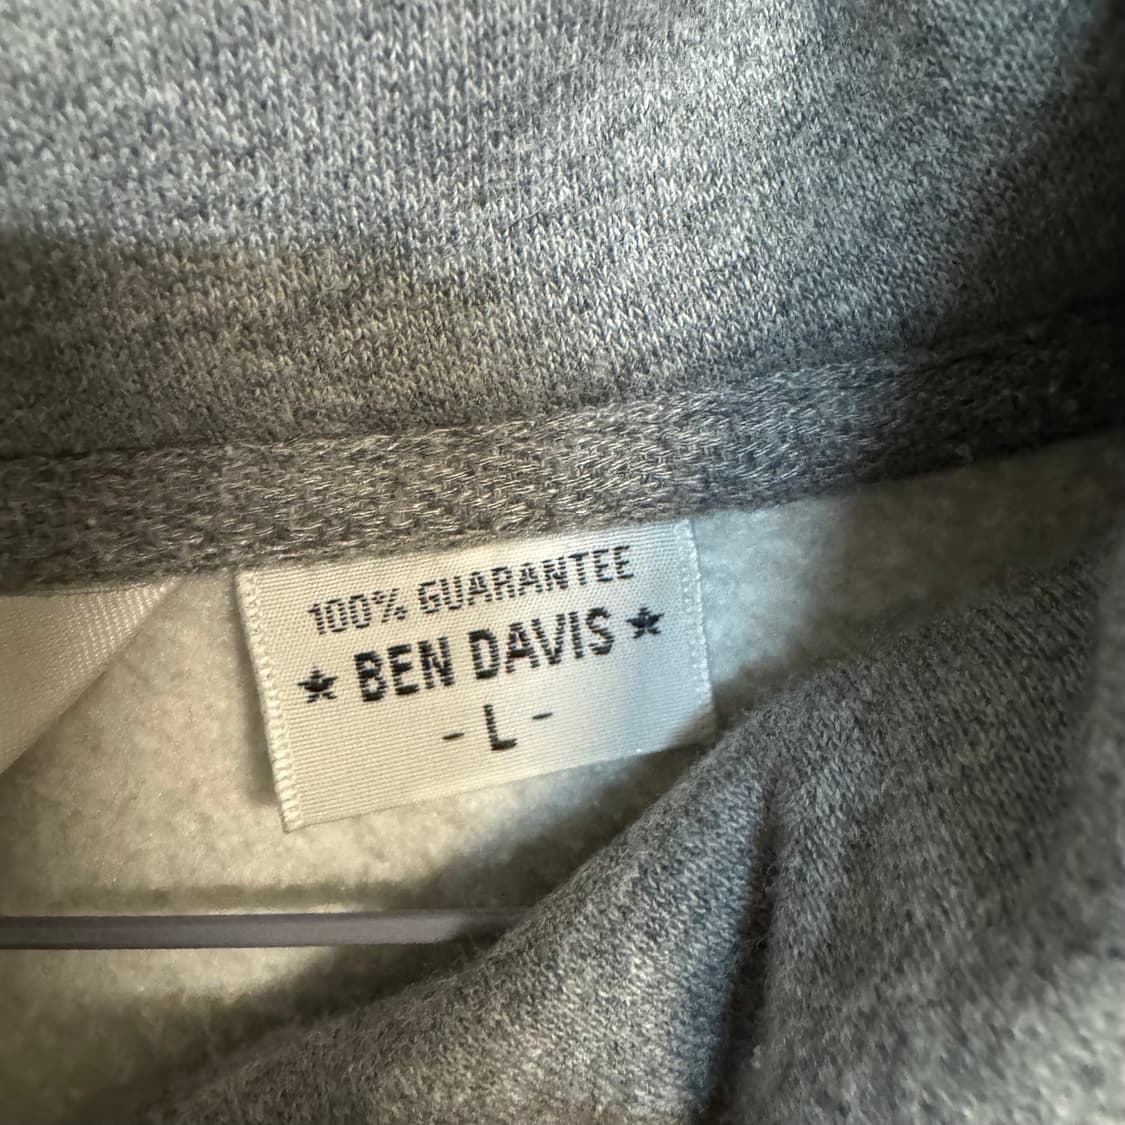 100% GUARANTEE
★ BEN DAVIS ★
- L -